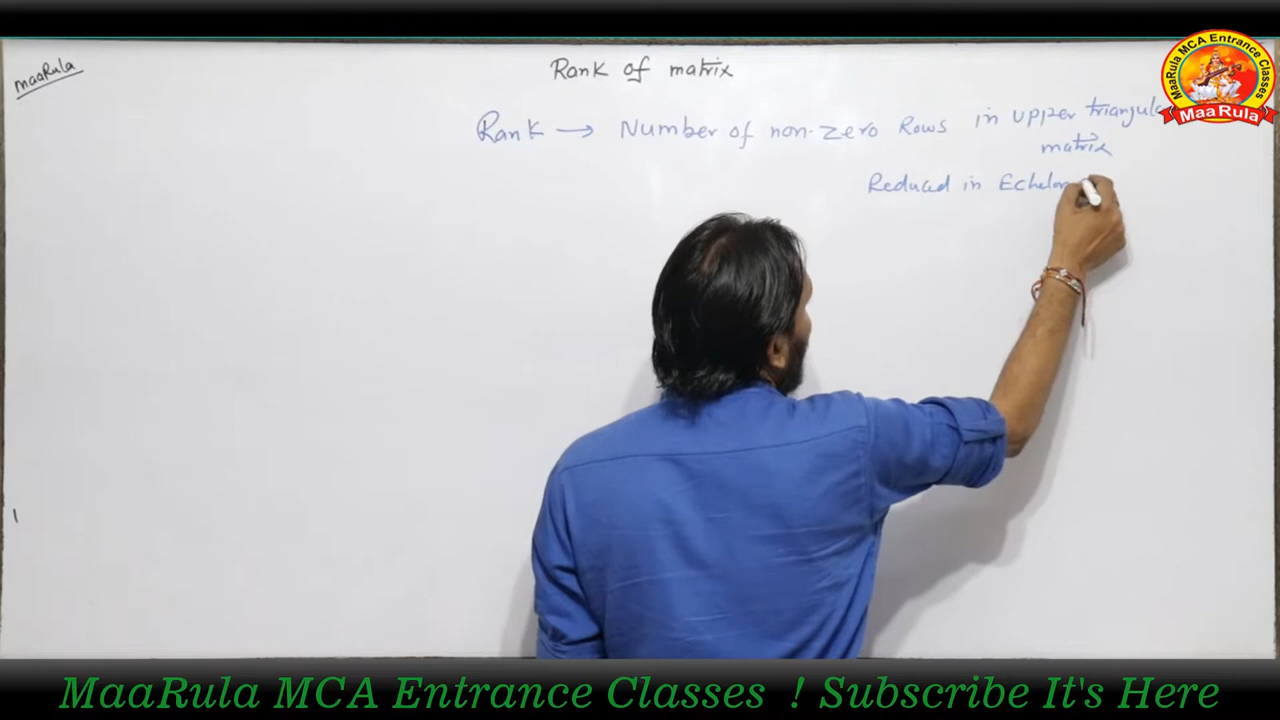 maaRula
Rank of matrix
Rank → Number of non-zero Rows in upper triangular
matrix
Reduced in Echelon
MaaRula MCA Entrance Classes
MaaRula
MaaRula MCA Entrance Classes ! Subscribe It's Here